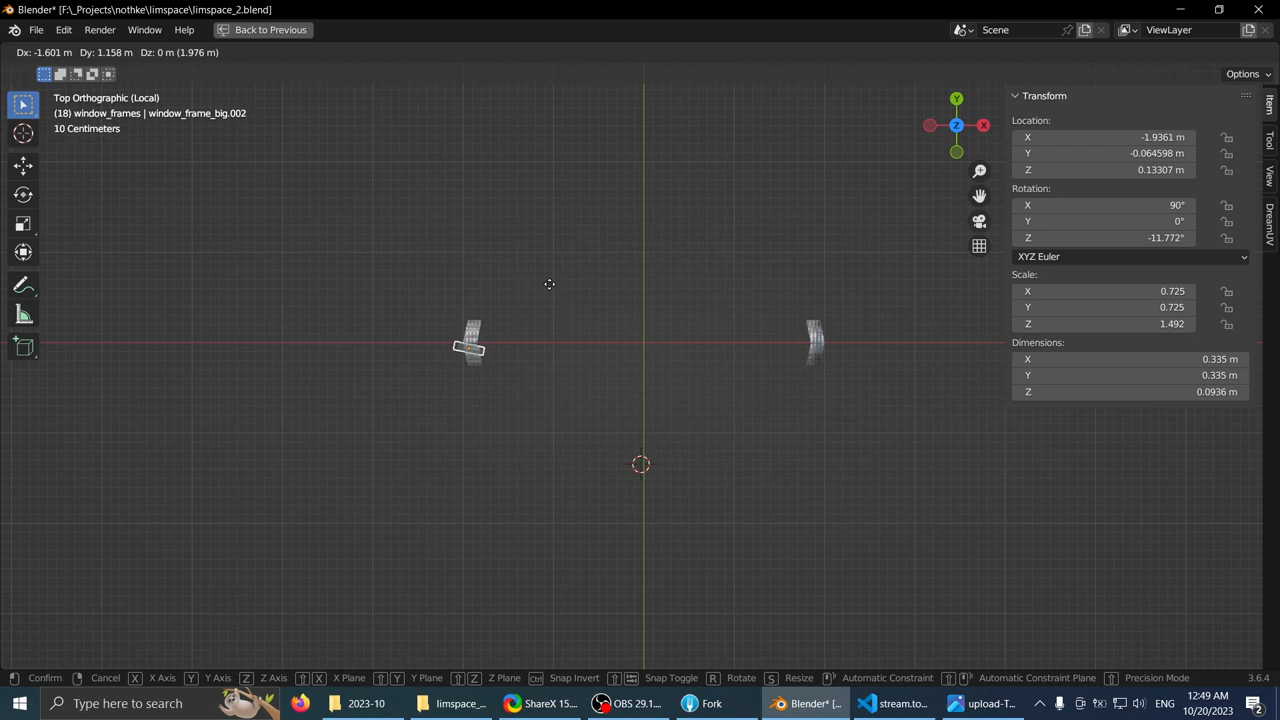 Blender* [F:\_Projects\nothke\limspace_2.blend]
File Edit Render Window Help Back to Previous Scene ViewLayer
Dx: -1.601 m Dy: 1.158 m Dz: 0 m (1.976 m)
Options
Top Orthographic (Local)
(18) window_frames | window_frame_big.002
10 Centimeters
Y
X
Z
Transform
Location:
X -1.9361 m
Y -0.064598 m
Z 0.13307 m
Rotation:
X 90°
Y 0°
Z -11.772°
XYZ Euler
Scale:
X 0.725
Y 0.725
Z 1.492
Dimensions:
X 0.335 m
Y 0.335 m
Z 0.0936 m
Item
Tool
View
DreamUV
Confirm Cancel X X Axis Y Y Axis Z Z Axis X X Plane Y Y Plane Z Z Plane Ctrl Snap Invert Snap Toggle R Rotate S Resize Automatic Constraint Automatic Constraint Plane Precision Mode 3.6.4
Type here to search 2023-10 limspace_... ShareX 15.... OBS 29.1.... Fork Blender* [... stream.to... upload-T... ENG 12:49 AM 10/20/2023 2